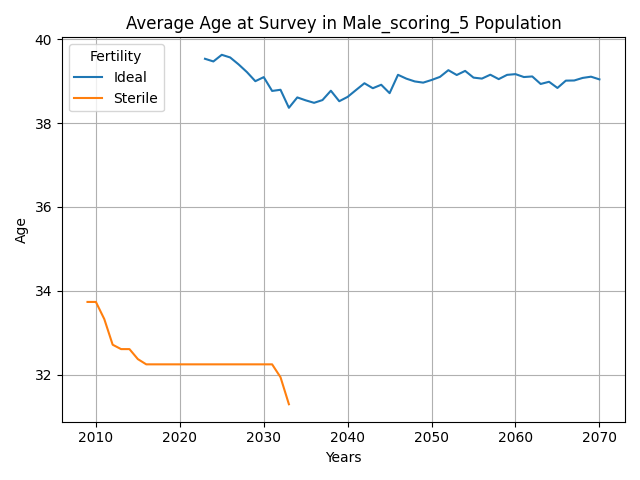 Average Age at Survey in Male_scoring_5 Population
Fertility
Ideal
Sterile
Age
40
38
36
34
32
2010 2020 2030 2040 2050 2060 2070
Years